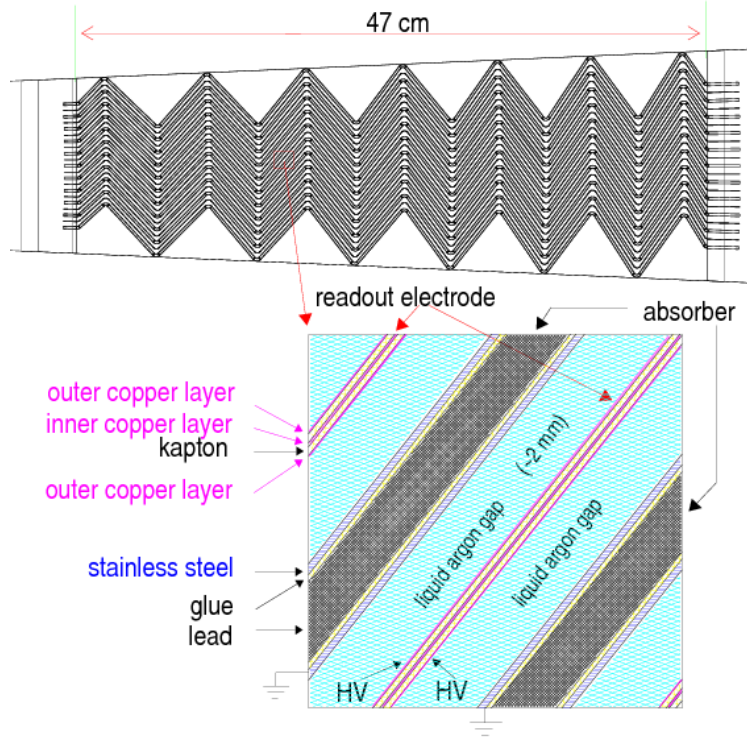 47 cm
readout electrode
absorber
outer copper layer
inner copper layer
kapton
outer copper layer
(~2 mm)
liquid argon gap
liquid argon gap
stainless steel
glue
lead
HV
HV